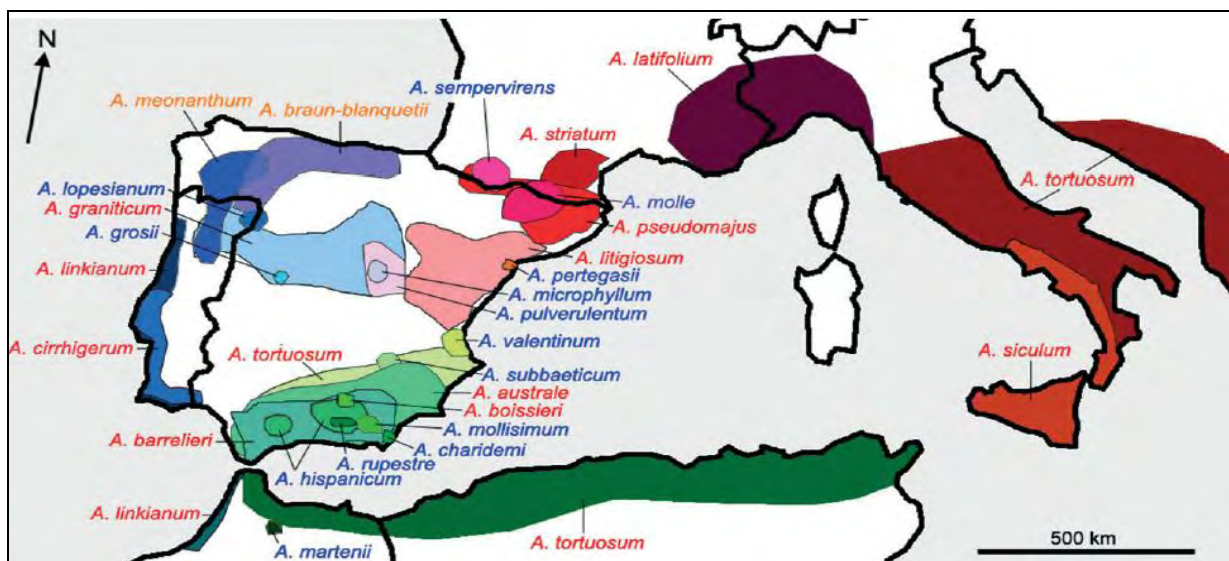 N
A. latifolium
A. sempervirens
A. meonanthum
A. braun-blanquetii
A. striatum
A. tortuosum
A. lopesianum
A. molle
A. graniticum
A. pseudomajus
A. grosii
A. litigiosum
A. linkianum
A. pertegasii
A. microphyllum
A. pulverulentum
A. valentinum
A. cirrhigerum
A. tortuosum
A. siculum
A. subbaeticum
A. australe
A. boissieri
A. mollisimum
A. barrelieri
A. charidemi
A. rupestre
A. hispanicum
A. linkianum
A. martenii
A. tortuosum
500 km